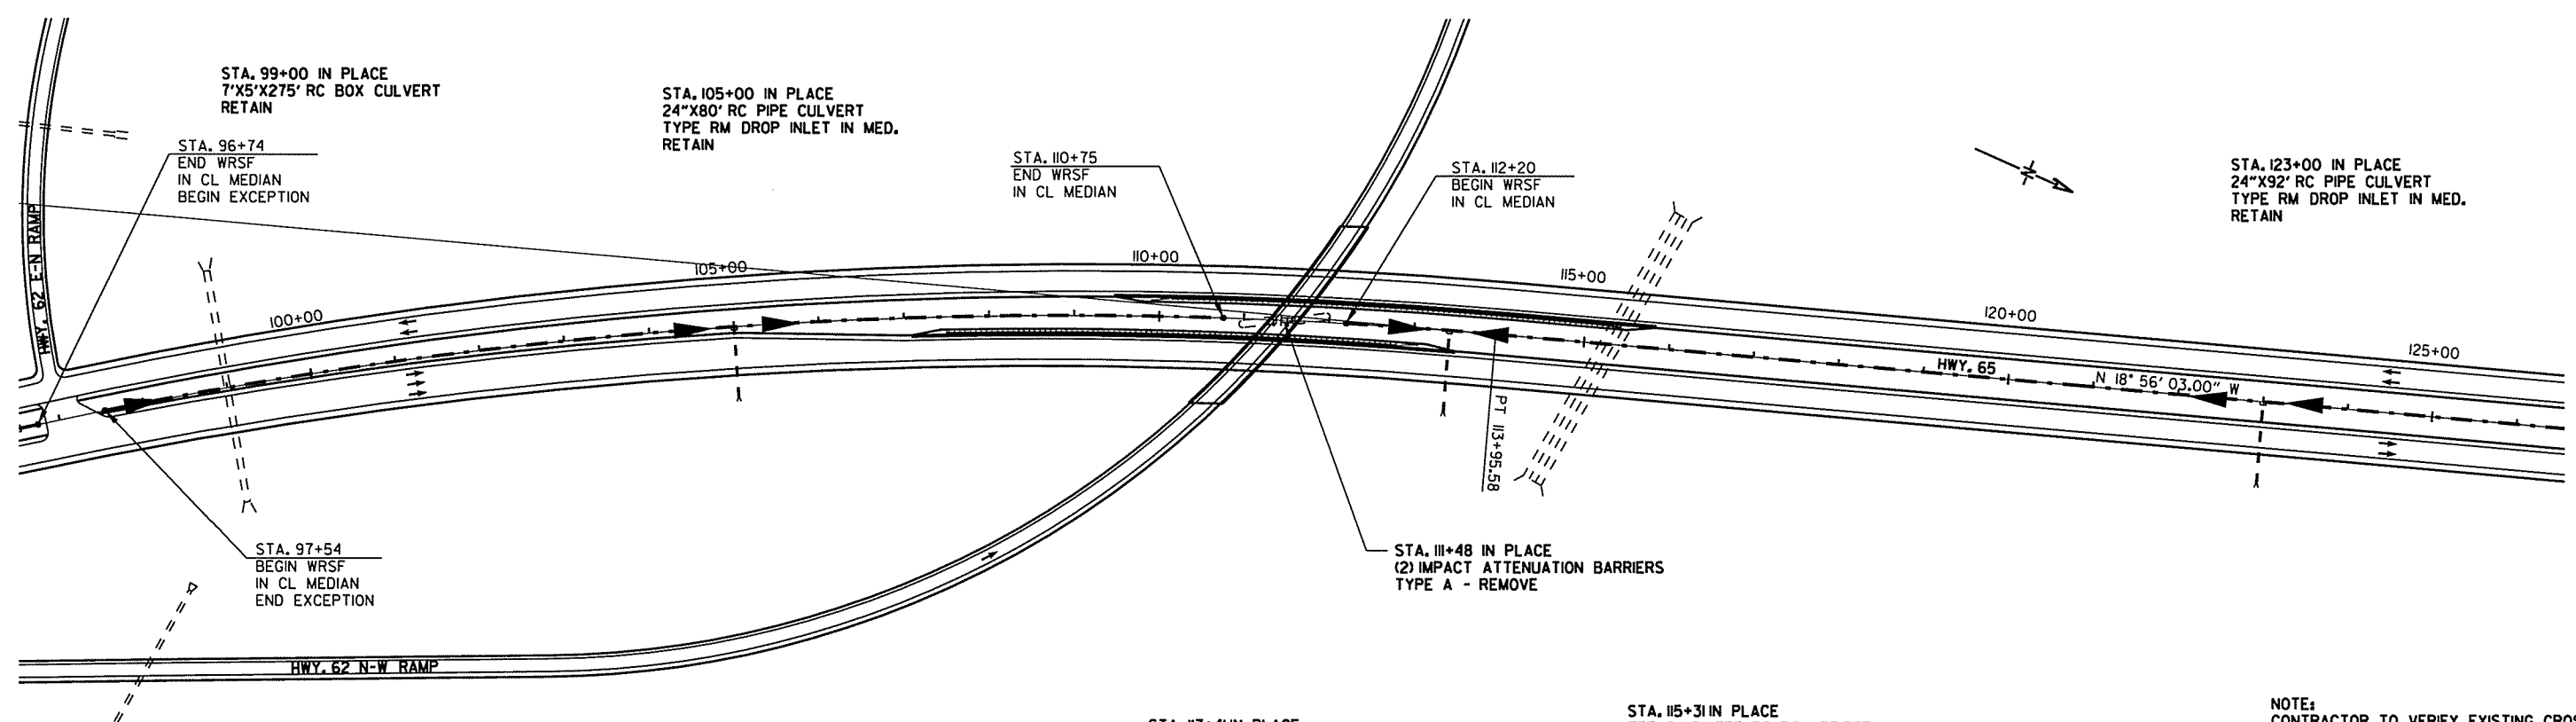 STA. 99+00 IN PLACE
7'X5'X275' RC BOX CULVERT
RETAIN
STA. 105+00 IN PLACE
24"X80' RC PIPE CULVERT
TYPE RM DROP INLET IN MED.
RETAIN
STA. 96+74
END WRSF
IN CL MEDIAN
BEGIN EXCEPTION
STA. 110+75
END WRSF
IN CL MEDIAN
STA. 112+20
BEGIN WRSF
IN CL MEDIAN
N
STA. 123+00 IN PLACE
24"X92' RC PIPE CULVERT
TYPE RM DROP INLET IN MED.
RETAIN
HWY. 62 E-N RAMP
100+00
105+00
110+00
115+00
120+00
125+00
HWY. 65
N 18° 56' 03.00" W
PT 113+95.58
STA. 97+54
BEGIN WRSF
IN CL MEDIAN
END EXCEPTION
STA. 111+48 IN PLACE
(2) IMPACT ATTENUATION BARRIERS
TYPE A - REMOVE
HWY. 62 N-W RAMP
STA. 115+31 IN PLACE
NOTE:
CONTRACTOR TO VERIFY EXISTING